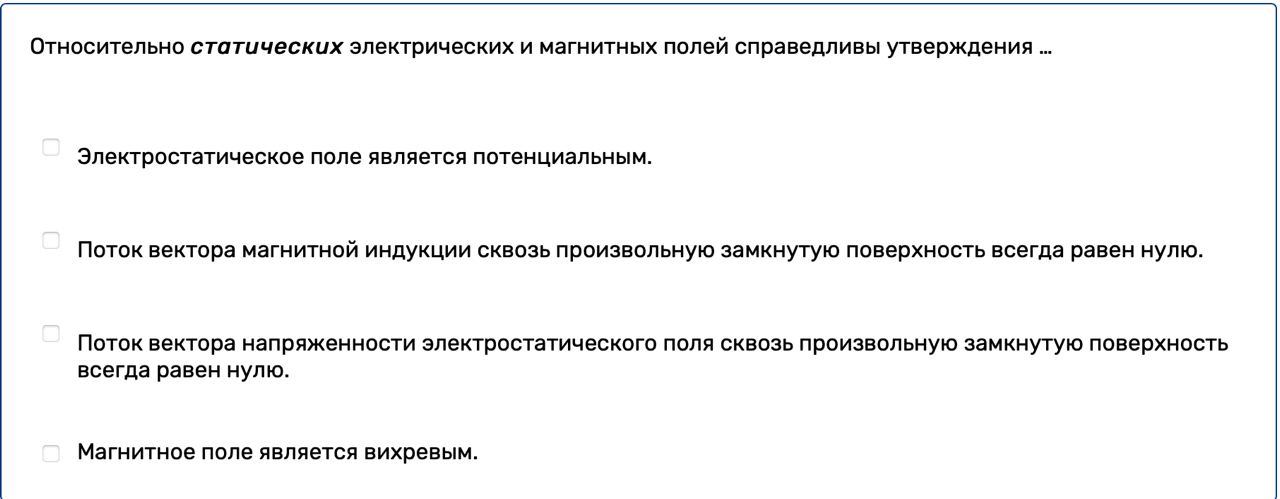 Относительно статических электрических и магнитных полей справедливы утверждения ...
Электростатическое поле является потенциальным.
Поток вектора магнитной индукции сквозь произвольную замкнутую поверхность всегда равен нулю.
Поток вектора напряженности электростатического поля сквозь произвольную замкнутую поверхность
всегда равен нулю.
Магнитное поле является вихревым.